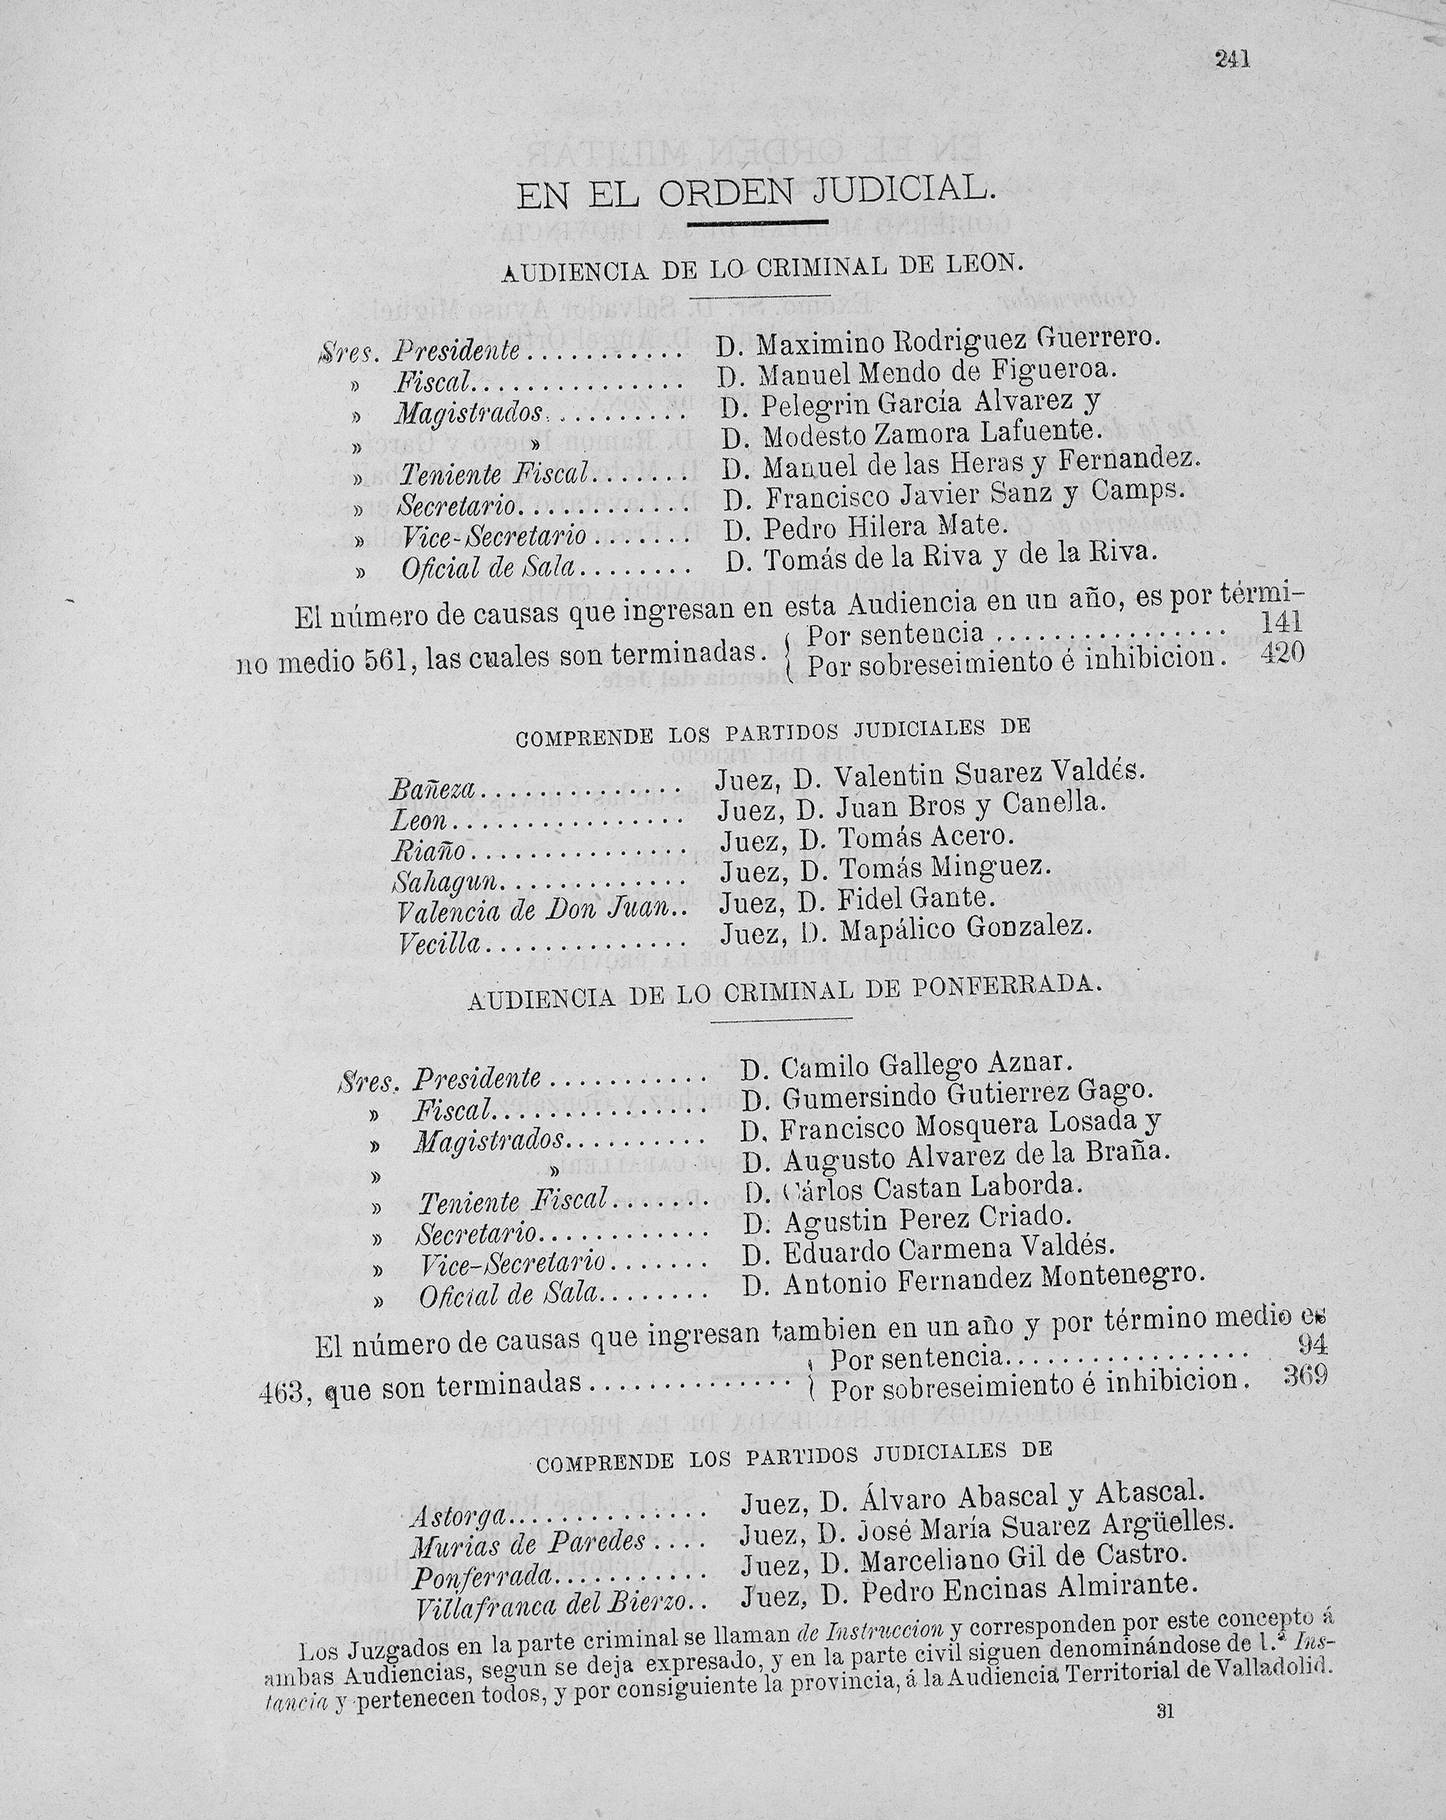 241
EN EL ORDEN JUDICIAL.
AUDIENCIA DE LO CRIMINAL DE LEON.
Sres. Presidente . . . . . . . . . . . D. Maximino Rodriguez Guerrero.
» Fiscal. . . . . . . . . . . . . . . D. Manuel Mendo de Figueroa.
» Magistrados. . . . . . . . . . D. Pelegrin García Alvarez y
» » D. Modesto Zamora Lafuente.
» Teniente Fiscal. . . . . . . D. Manuel de las Heras y Fernandez.
» Secretario. . . . . . . . . . . . D. Francisco Javier Sanz y Camps.
» Vice-Secretario . . . . . . . D. Pedro Hilera Mate.
» Oficial de Sala. . . . . . . . D. Tomás de la Riva y de la Riva.
El número de causas que ingresan en esta Audiencia en un año, es por térmi-
no medio 561, las cuales son terminadas. { Por sentencia . . . . . . . . . . . . . . . . 141
Por sobreseimiento é inhibicion. 420
COMPRENDE LOS PARTIDOS JUDICIALES DE
Bañeza. . . . . . . . . . . . . . Juez, D. Valentin Suarez Valdés.
Leon. . . . . . . . . . . . . . . . Juez, D. Juan Bros y Canella.
Riaño. . . . . . . . . . . . . . . Juez, D. Tomás Acero.
Sahagun. . . . . . . . . . . . . Juez, D. Tomás Minguez.
Valencia de Don Juan. . Juez, D. Fidel Gante.
Vecilla. . . . . . . . . . . . . . Juez, D. Mapálico Gonzalez.
AUDIENCIA DE LO CRIMINAL DE PONFERRADA.
Sres. Presidente . . . . . . . . . . . D. Camilo Gallego Aznar.
» Fiscal. . . . . . . . . . . . . . . D. Gumersindo Gutierrez Gago.
» Magistrados. . . . . . . . . . D. Francisco Mosquera Losada y
» » D. Augusto Alvarez de la Braña.
» Teniente Fiscal. . . . . . . D. Cárlos Castan Laborda.
» Secretario. . . . . . . . . . . . D. Agustin Perez Criado.
» Vice-Secretario . . . . . . . D. Eduardo Carmena Valdés.
» Oficial de Sala. . . . . . . . D. Antonio Fernandez Montenegro.
El número de causas que ingresan tambien en un año y por término medio es
463, que son terminadas . . . . . . . . . . . . . . { Por sentencia. . . . . . . . . . . . . . . . . 94
Por sobreseimiento é inhibicion. 369
COMPRENDE LOS PARTIDOS JUDICIALES DE
Astorga. . . . . . . . . . . . . . Juez, D. Álvaro Abascal y Abascal.
Murias de Paredes . . . . Juez, D. José María Suarez Argüelles.
Ponferrada. . . . . . . . . . . Juez, D. Marceliano Gil de Castro.
Villafranca del Bierzo. . Juez, D. Pedro Encinas Almirante.
Los Juzgados en la parte criminal se llaman de Instruccion y corresponden por este concepto á
ambas Audiencias, segun se deja expresado, y en la parte civil siguen denominándose de 1.ª Ins-
tancia y pertenecen todos, y por consiguiente la provincia, á la Audiencia Territorial de Valladolid.
31